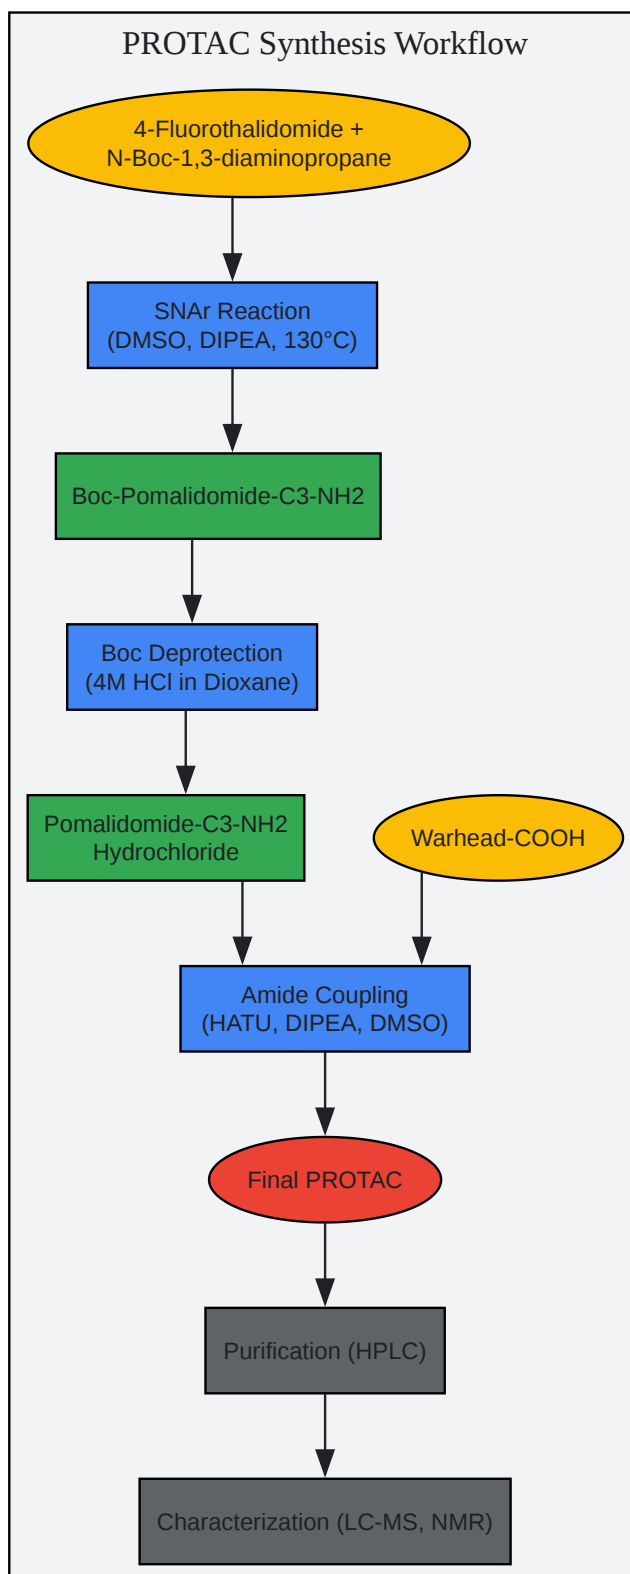 PROTAC Synthesis Workflow
4-Fluorothalidomide +
N-Boc-1,3-diaminopropane
SNAr Reaction
(DMSO, DIPEA, 130°C)
Boc-Pomalidomide-C3-NH2
Boc Deprotection
(4M HCl in Dioxane)
Pomalidomide-C3-NH2
Hydrochloride
Warhead-COOH
Amide Coupling
(HATU, DIPEA, DMSO)
Final PROTAC
Purification (HPLC)
Characterization (LC-MS, NMR)